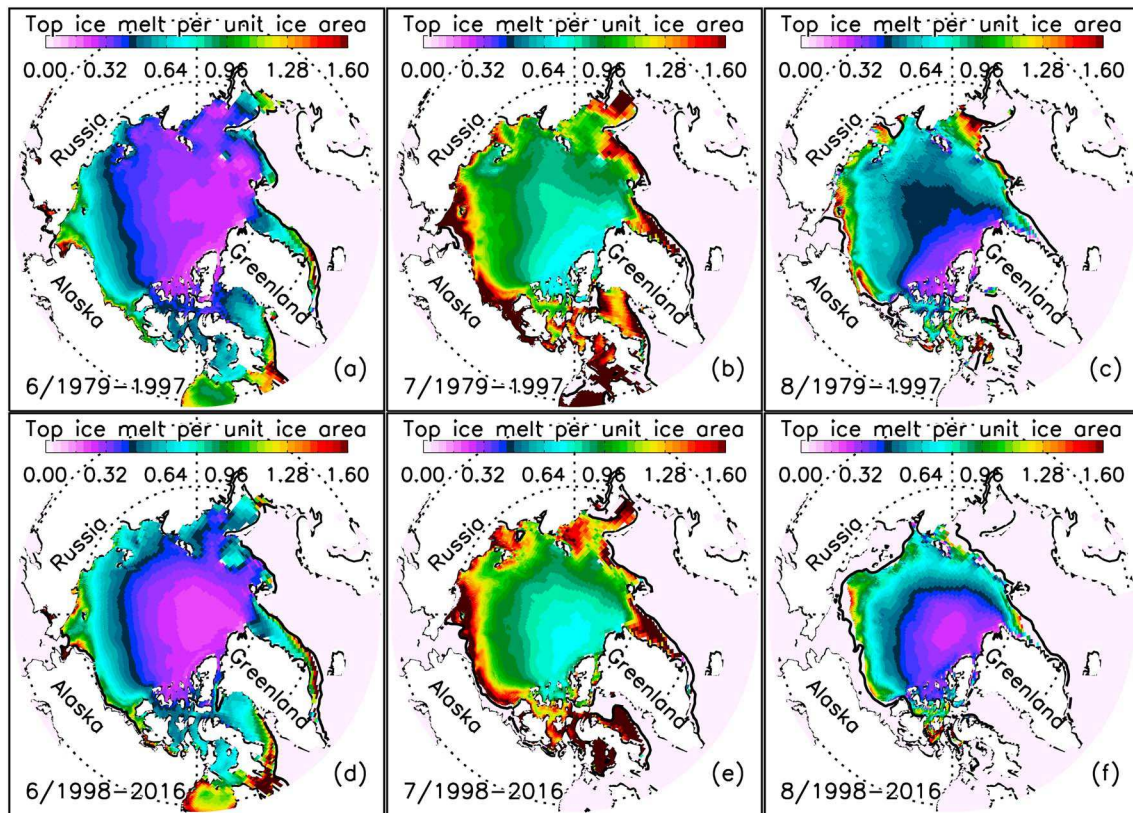 Top ice melt per unit ice area
0.00 0.32 0.64 0.96 1.28 1.60
Russia
Alaska
Greenland
6/1979-1997
(a)
Top ice melt per unit ice area
0.00 0.32 0.64 0.96 1.28 1.60
Russia
Alaska
Greenland
7/1979-1997
(b)
Top ice melt per unit ice area
0.00 0.32 0.64 0.96 1.28 1.60
Russia
Alaska
Greenland
8/1979-1997
(c)
Top ice melt per unit ice area
0.00 0.32 0.64 0.96 1.28 1.60
Russia
Alaska
Greenland
6/1998-2016
(d)
Top ice melt per unit ice area
0.00 0.32 0.64 0.96 1.28 1.60
Russia
Alaska
Greenland
7/1998-2016
(e)
Top ice melt per unit ice area
0.00 0.32 0.64 0.96 1.28 1.60
Russia
Alaska
Greenland
8/1998-2016
(f)